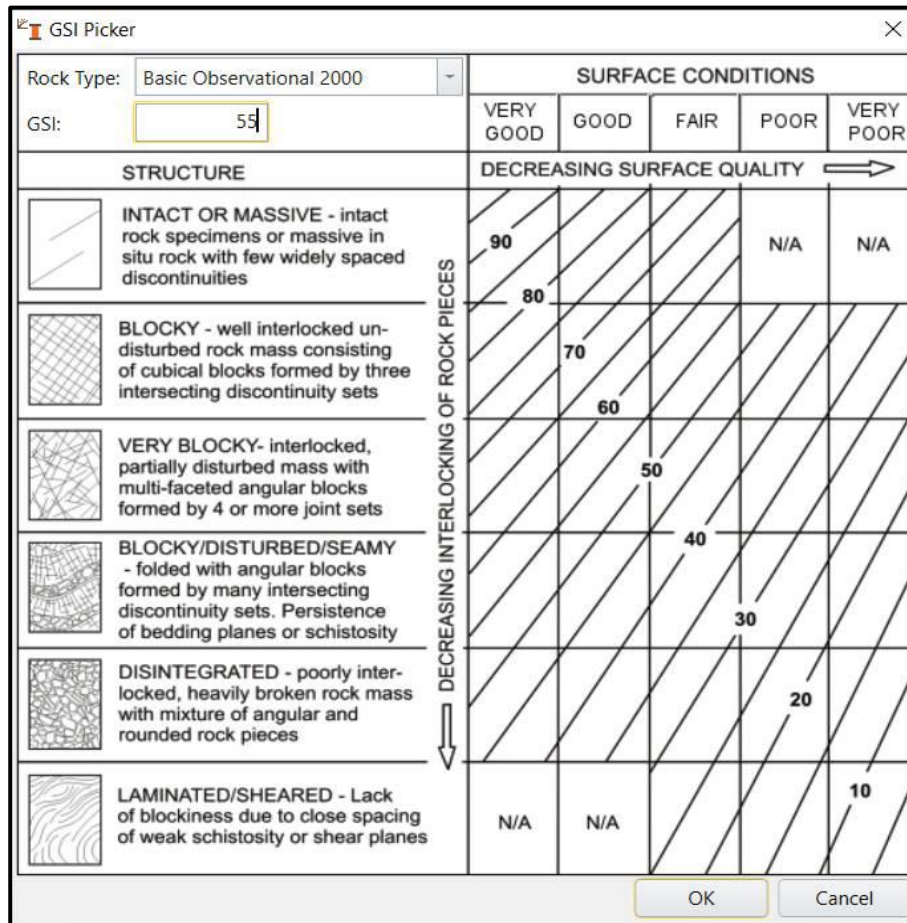 GSI Picker
Rock Type: Basic Observational 2000
GSI: 55
SURFACE CONDITIONS
VERY GOOD
GOOD
FAIR
POOR
VERY POOR
STRUCTURE
DECREASING SURFACE QUALITY
DECREASING INTERLOCKING OF ROCK PIECES
INTACT OR MASSIVE - intact
rock specimens or massive in
situ rock with few widely spaced
discontinuities
90
80
N/A
N/A
BLOCKY - well interlocked un-
disturbed rock mass consisting
of cubical blocks formed by three
intersecting discontinuity sets
70
60
VERY BLOCKY- interlocked,
partially disturbed mass with
multi-faceted angular blocks
formed by 4 or more joint sets
50
BLOCKY/DISTURBED/SEAMY
- folded with angular blocks
formed by many intersecting
discontinuity sets. Persistence
of bedding planes or schistosity
40
30
DISINTEGRATED - poorly inter-
locked, heavily broken rock mass
with mixture of angular and
rounded rock pieces
20
LAMINATED/SHEARED - Lack
of blockiness due to close spacing
of weak schistosity or shear planes
N/A
N/A
10
OK
Cancel